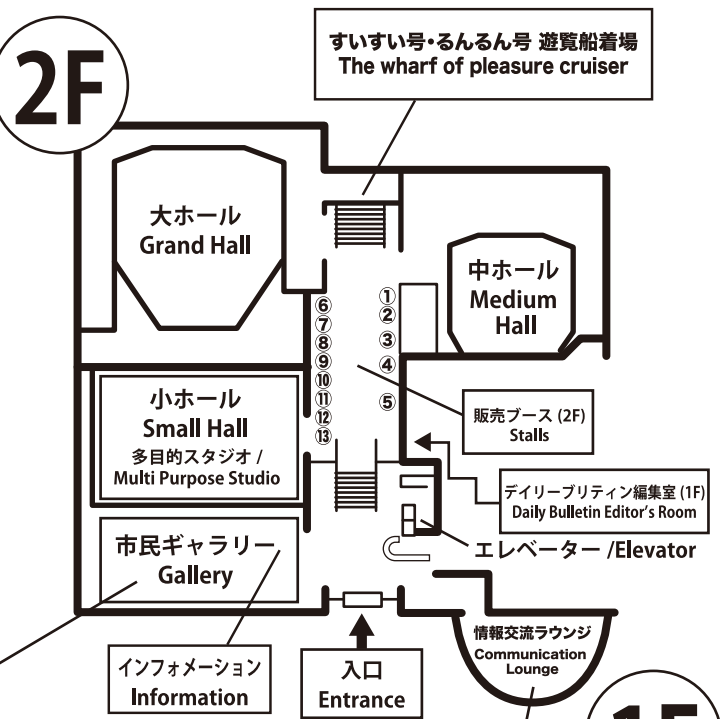 2F
すいすい号・るんるん号 遊覧船着場
The wharf of pleasure cruiser
大ホール
Grand Hall
中ホール
Medium
Hall
①
②
③
④
⑤
⑥
⑦
⑧
⑨
⑩
⑪
⑫
⑬
小ホール
Small Hall
多目的スタジオ /
Multi Purpose Studio
販売ブース (2F)
Stalls
デイリーブリティン編集室 (1F)
Daily Bulletin Editor's Room
エレベーター /Elevator
市民ギャラリー
Gallery
インフォメーション
Information
入口
Entrance
情報交流ラウンジ
Communication
Lounge
1F